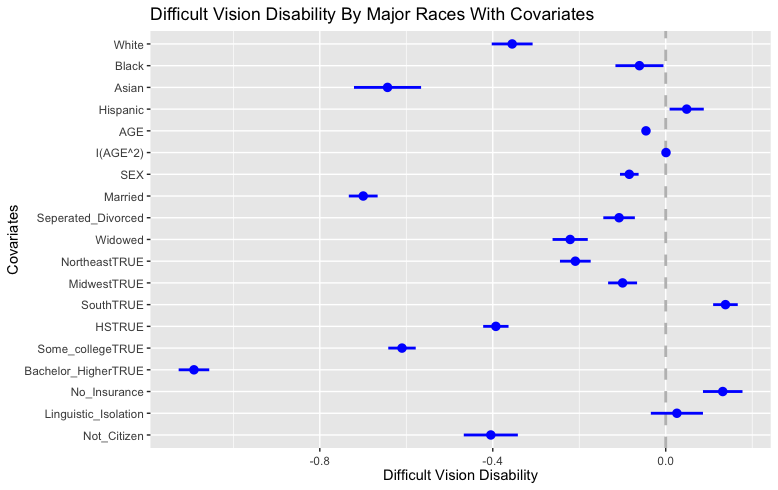 Difficult Vision Disability By Major Races With Covariates
Covariates
White
Black
Asian
Hispanic
AGE
I(AGE^2)
SEX
Married
Seperated_Divorced
Widowed
NortheastTRUE
MidwestTRUE
SouthTRUE
HSTRUE
Some_collegeTRUE
Bachelor_HigherTRUE
No_Insurance
Linguistic_Isolation
Not_Citizen
-0.8 -0.4 0.0
Difficult Vision Disability